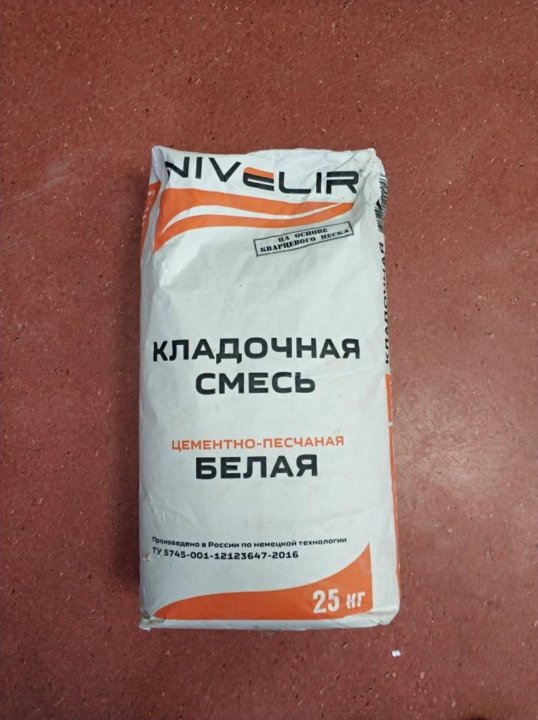 NIVELIR
НА ОСНОВЕ
КВАРЦЕВОГО ПЕСКА
КЛАДОЧНАЯ
СМЕСЬ
ЦЕМЕНТНО-ПЕСЧАНАЯ
БЕЛАЯ
Произведено в России по немецкой технологии
ТУ 5745-001-12123647-2016
25 кг
КЛАДОЧНАЯ